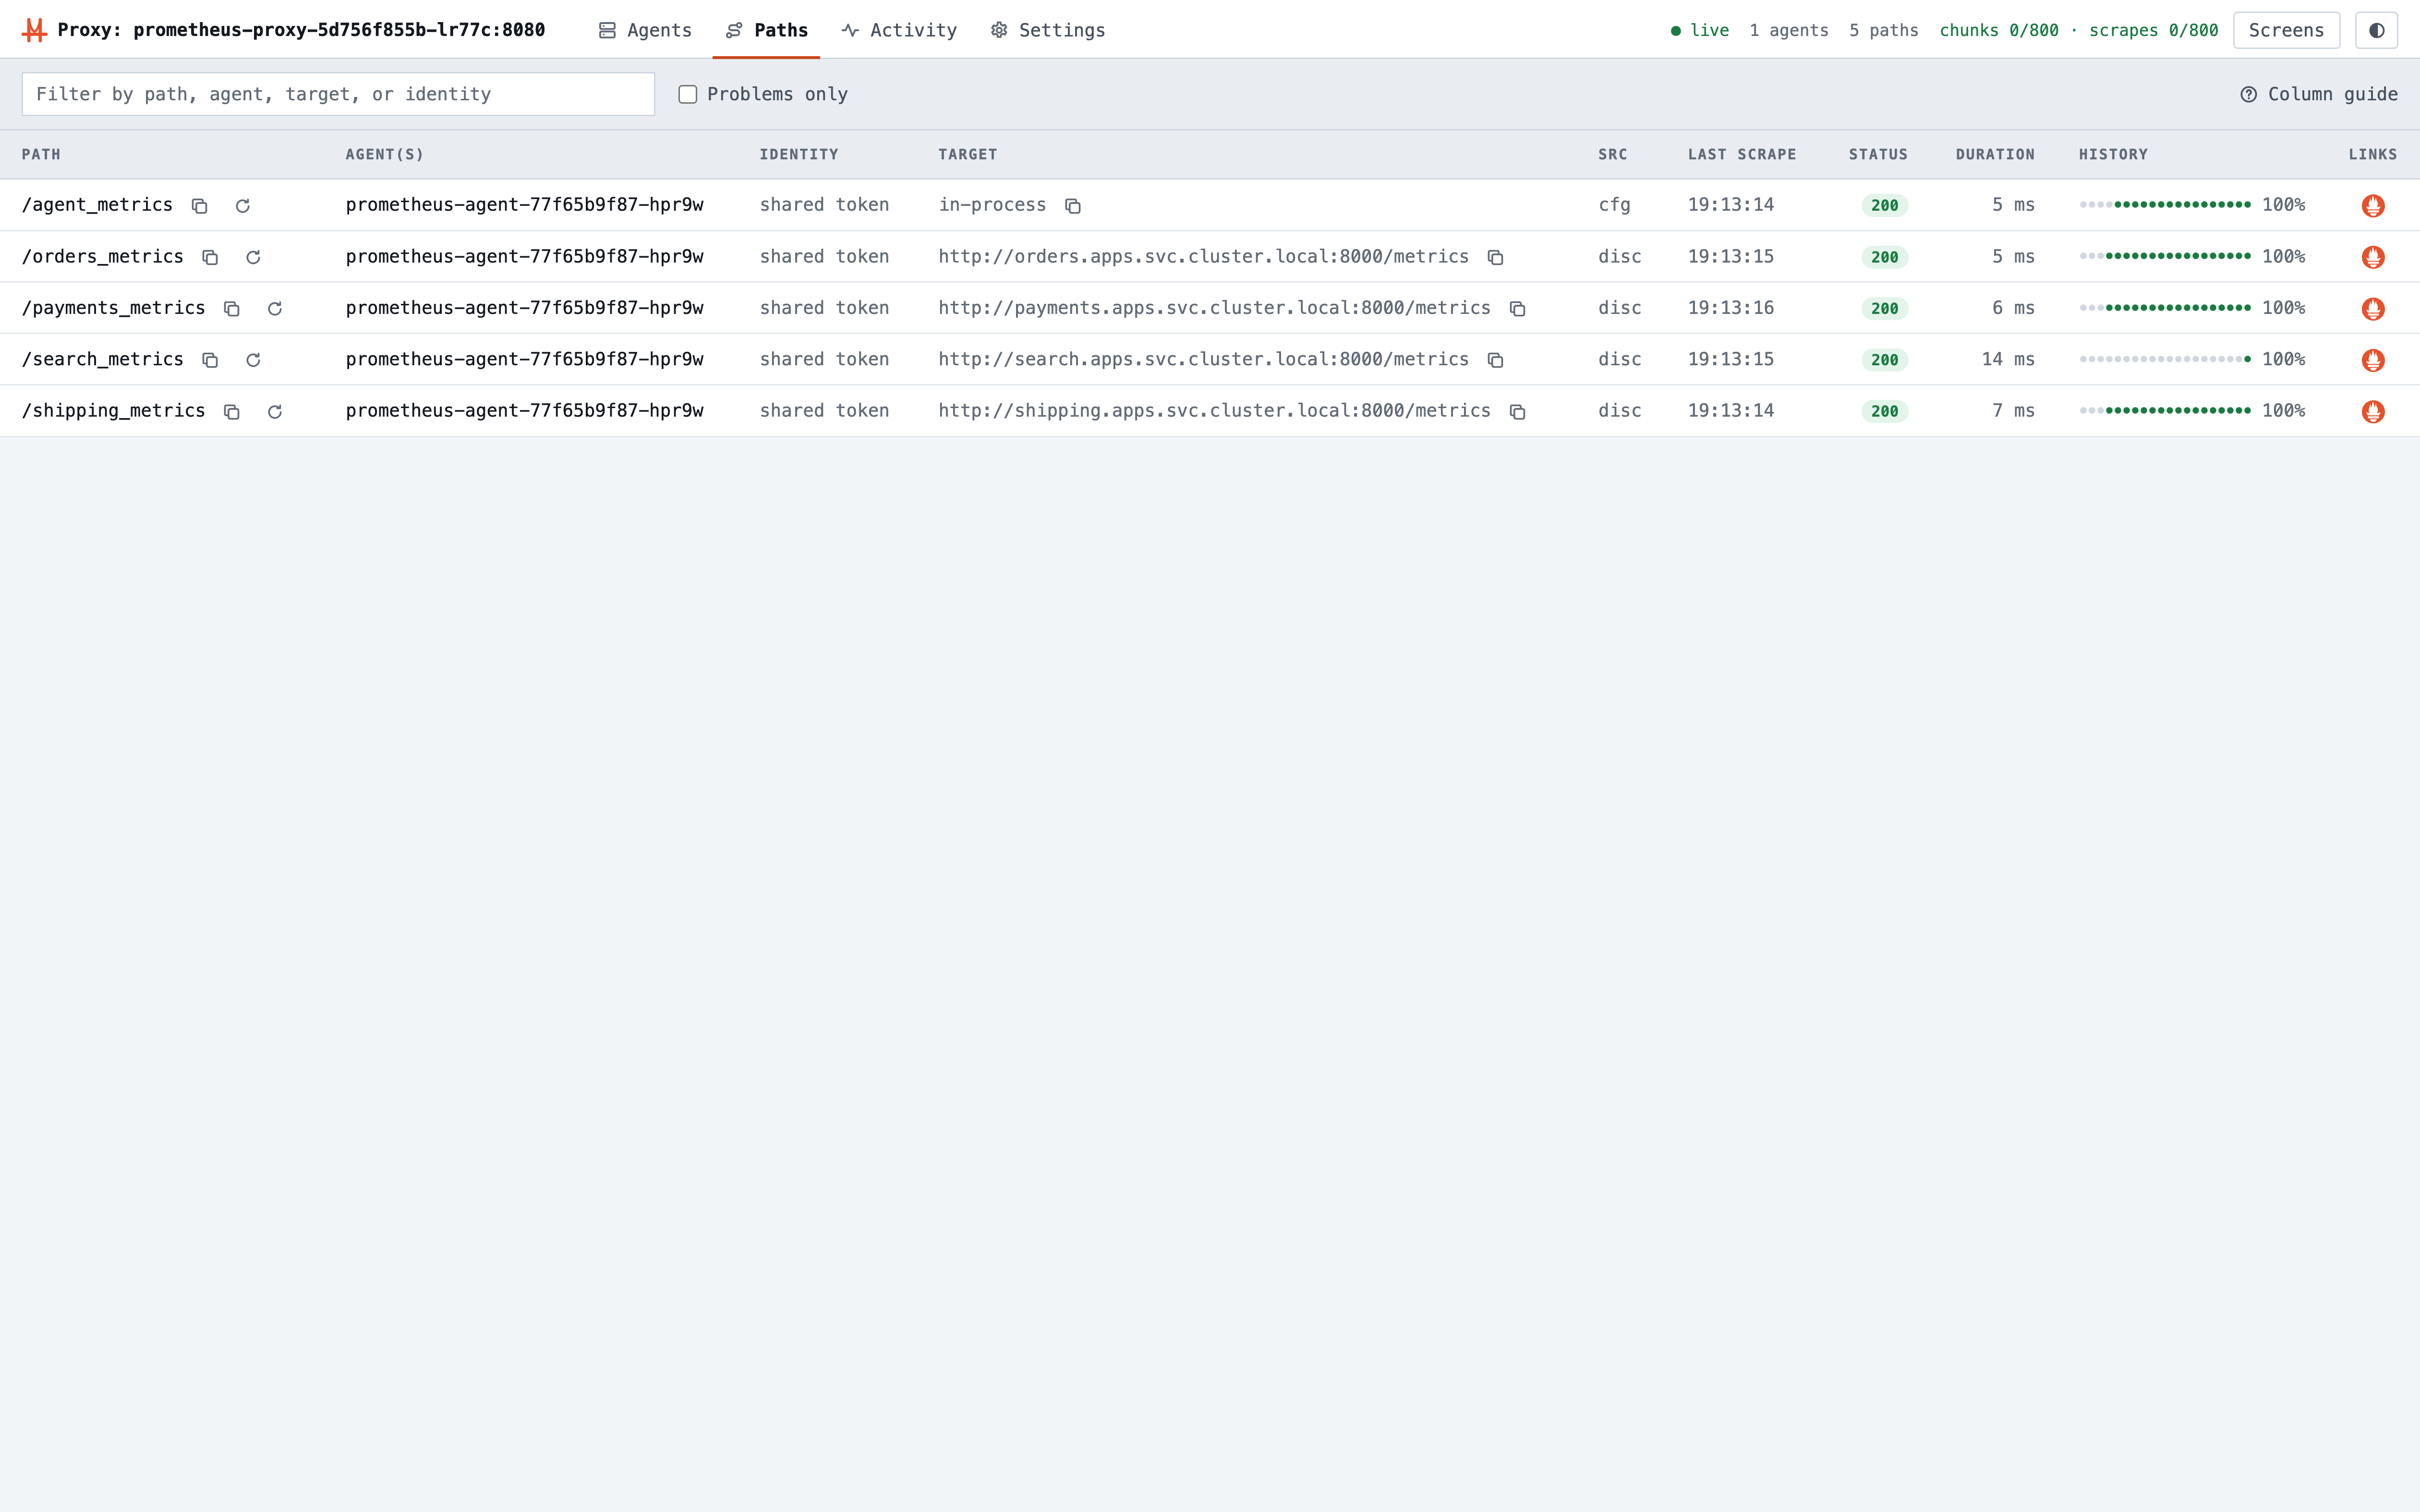 Proxy: prometheus-proxy-5d756f855b-lr77c:8080 Agents Paths Activity Settings live 1 agents 5 paths chunks 0/800 · scrapes 0/800 Screens
Filter by path, agent, target, or identity Problems only Column guide
PATH AGENT(S) IDENTITY TARGET SRC LAST SCRAPE STATUS DURATION HISTORY LINKS
/agent_metrics prometheus-agent-77f65b9f87-hpr9w shared token in-process cfg 19:13:14 200 5 ms 100%
/orders_metrics prometheus-agent-77f65b9f87-hpr9w shared token http://orders.apps.svc.cluster.local:8000/metrics disc 19:13:15 200 5 ms 100%
/payments_metrics prometheus-agent-77f65b9f87-hpr9w shared token http://payments.apps.svc.cluster.local:8000/metrics disc 19:13:16 200 6 ms 100%
/search_metrics prometheus-agent-77f65b9f87-hpr9w shared token http://search.apps.svc.cluster.local:8000/metrics disc 19:13:15 200 14 ms 100%
/shipping_metrics prometheus-agent-77f65b9f87-hpr9w shared token http://shipping.apps.svc.cluster.local:8000/metrics disc 19:13:14 200 7 ms 100%